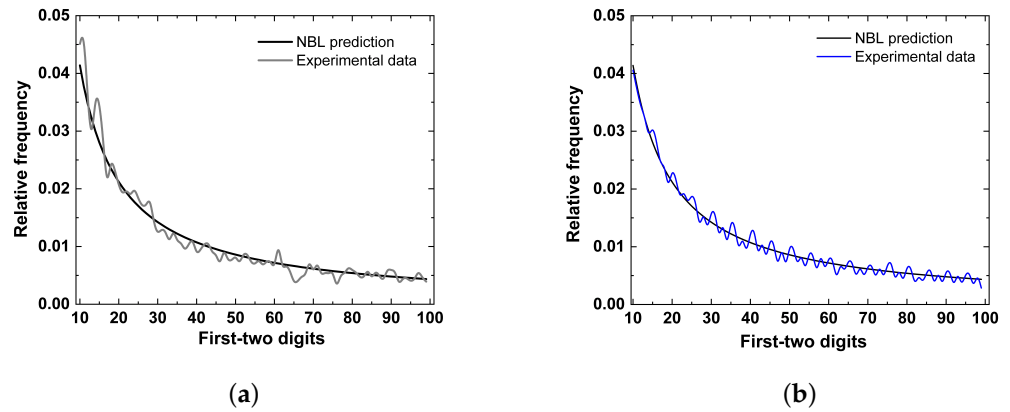 0.05
0.04
0.03
0.02
0.01
0.00
Relative frequency
NBL prediction
Experimental data
10 20 30 40 50 60 70 80 90 100
First-two digits
(a)
0.05
0.04
0.03
0.02
0.01
0.00
Relative frequency
NBL prediction
Experimental data
10 20 30 40 50 60 70 80 90 100
First-two digits
(b)